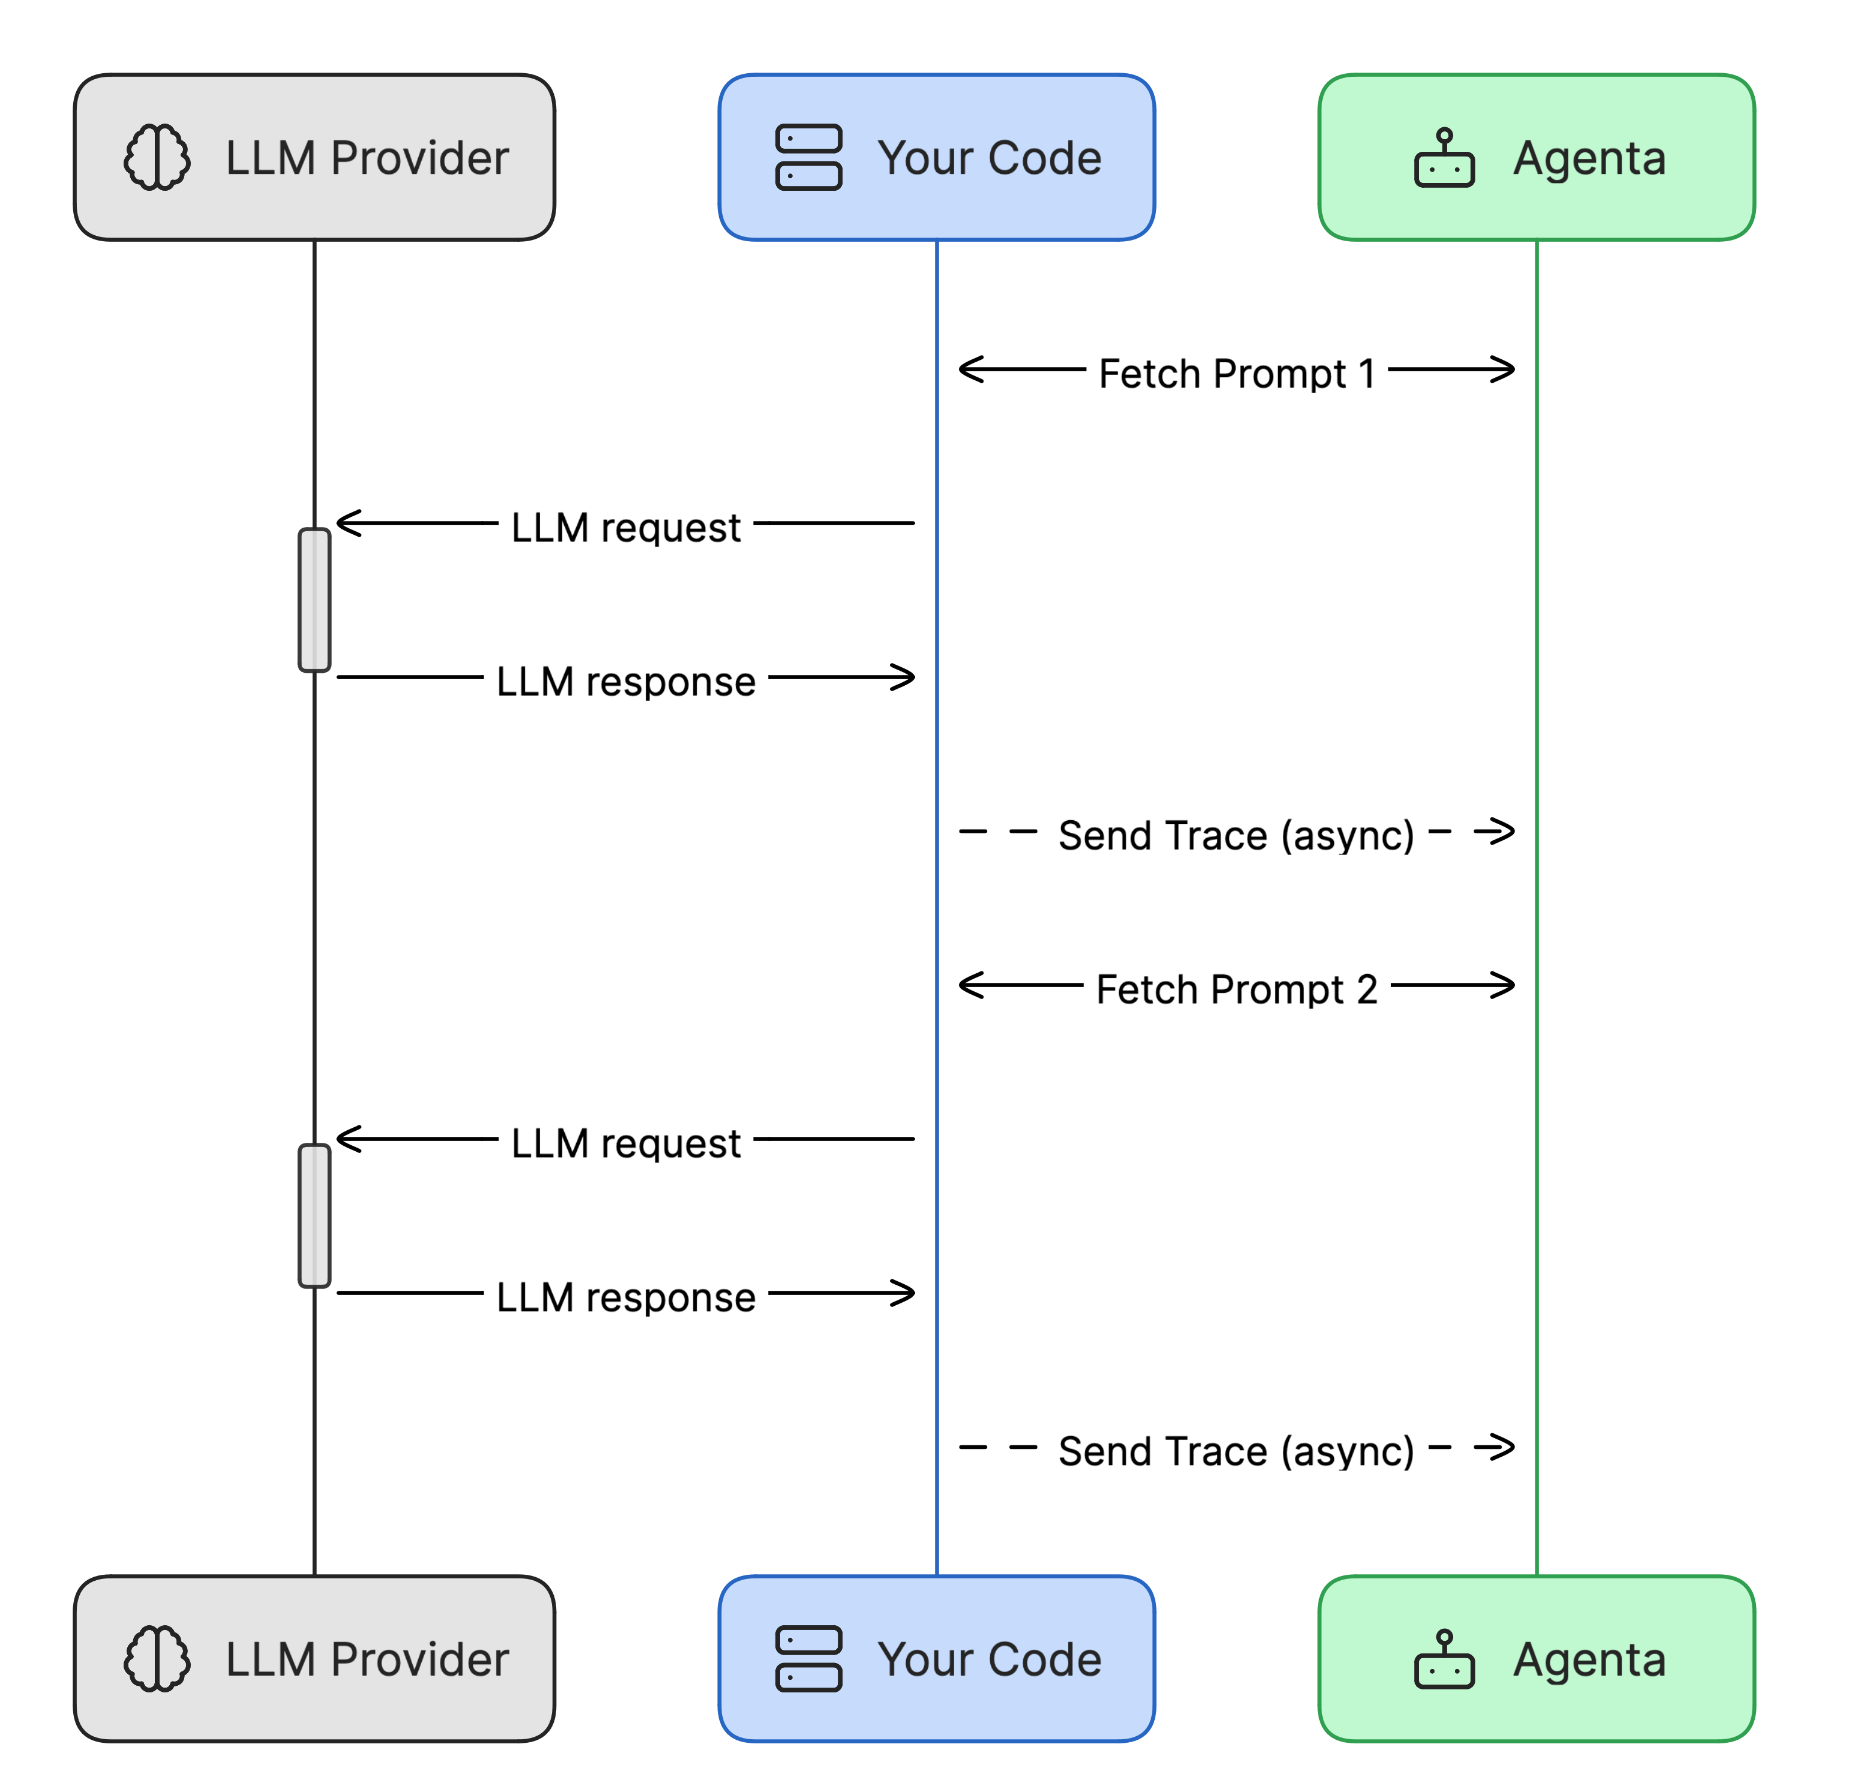 LLM Provider
Your Code
Agenta
Fetch Prompt 1
LLM request
LLM response
Send Trace (async)
Fetch Prompt 2
LLM request
LLM response
Send Trace (async)
LLM Provider
Your Code
Agenta